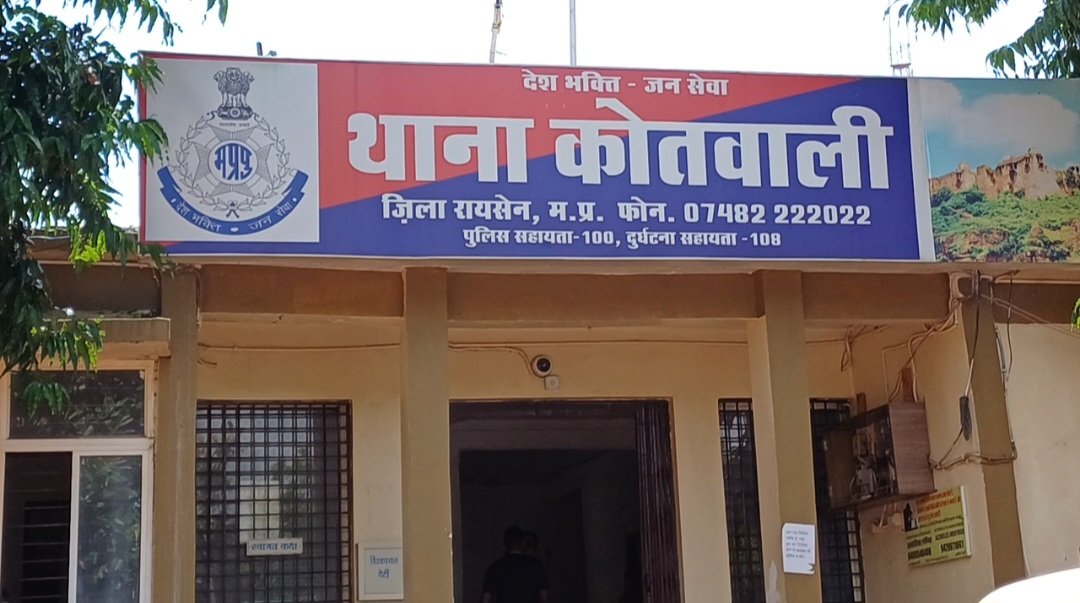 देश भक्ति - जन सेवा
थाना कोतवाली
ज़िला रायसेन, म.प्र. फोन. 07482 222022
पुलिस सहायता-100, दुर्घटना सहायता -108
मप्रपु
देश भक्ति - जन सेवा
स्वागत कक्ष
शिकायत
पेटी